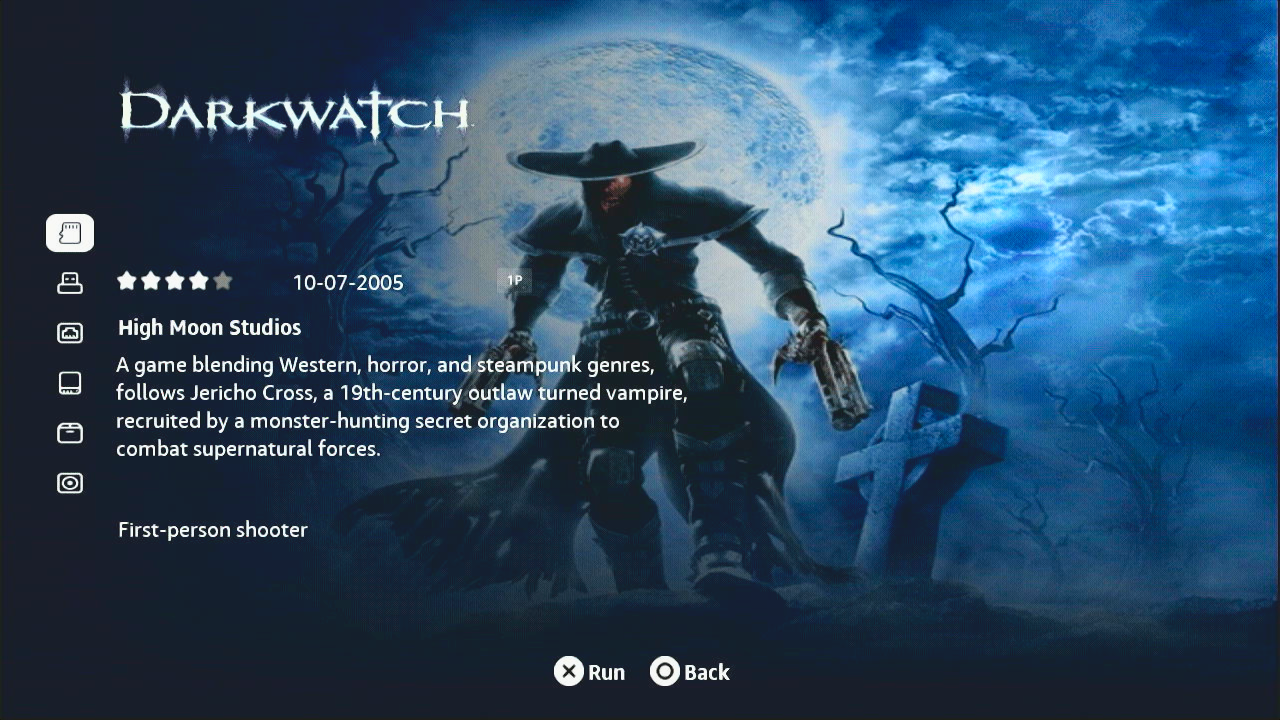 DARKWATCH
10-07-2005 1P
High Moon Studios
A game blending Western, horror, and steampunk genres,
follows Jericho Cross, a 19th-century outlaw turned vampire,
recruited by a monster-hunting secret organization to
combat supernatural forces.
First-person shooter
Run Back